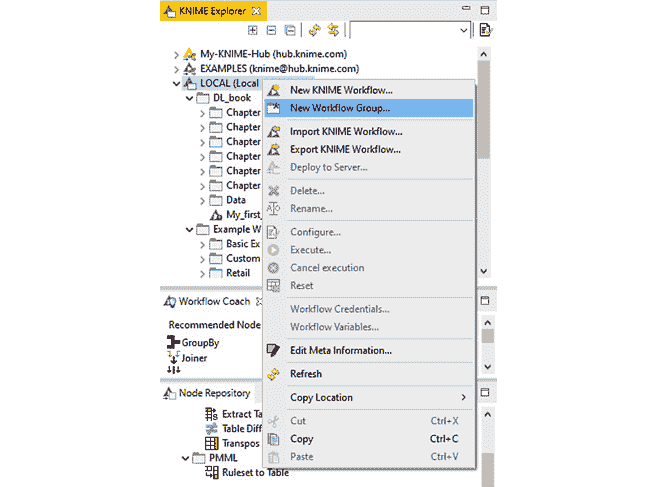 KNIME Explorer
My-KNIME-Hub (hub.knime.com)
EXAMPLES (knime@hub.knime.com)
LOCAL (Local
DL_book
Chapter
Chapter
Chapter
Chapter
Chapter
Chapter
Data
My_first_
Example W
Basic Ex
Custom
Retail
New KNIME Workflow...
New Workflow Group...
Import KNIME Workflow...
Export KNIME Workflow...
Deploy to Server...
Delete...
Rename...
Configure...
Execute...
Cancel execution
Reset
Workflow Credentials...
Workflow Variables...
Edit Meta Information...
Refresh
Copy Location
Cut Ctrl+X
Copy Ctrl+C
Paste Ctrl+V
Workflow Coach
Recommended Node
GroupBy
Joiner
Node Repository
Extract Ta
Table Diff
Transpos
PMML
Ruleset to Table